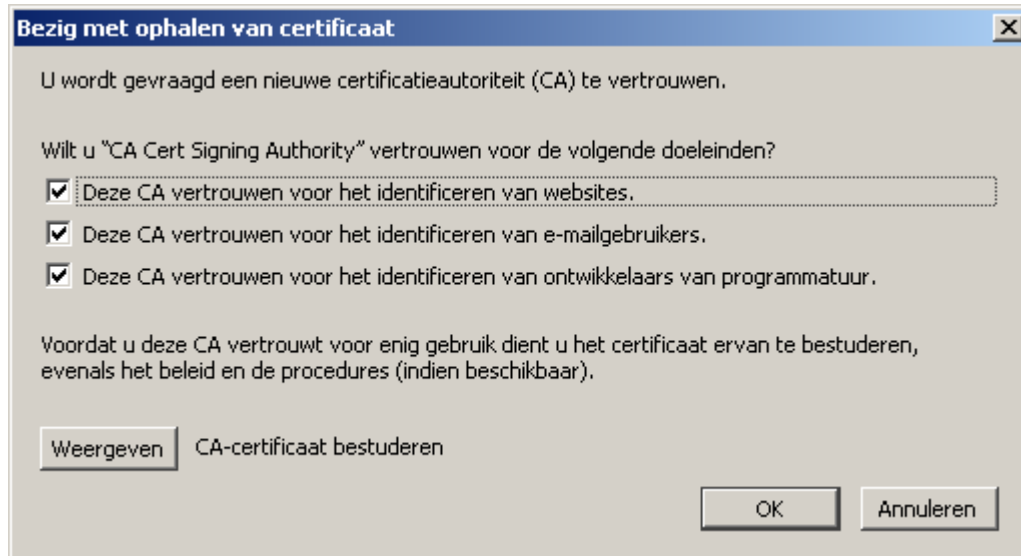 Bezig met ophalen van certificaat
U wordt gevraagd een nieuwe certificatieautoriteit (CA) te vertrouwen.
Wilt u "CA Cert Signing Authority" vertrouwen voor de volgende doeleinden?
Deze CA vertrouwen voor het identificeren van websites.
Deze CA vertrouwen voor het identificeren van e-mailgebruikers.
Deze CA vertrouwen voor het identificeren van ontwikkelaars van programmatuur.
Voordat u deze CA vertrouwt voor enig gebruik dient u het certificaat ervan te bestuderen,
evenals het beleid en de procedures (indien beschikbaar).
Weergeven CA-certificaat bestuderen
OK Annuleren